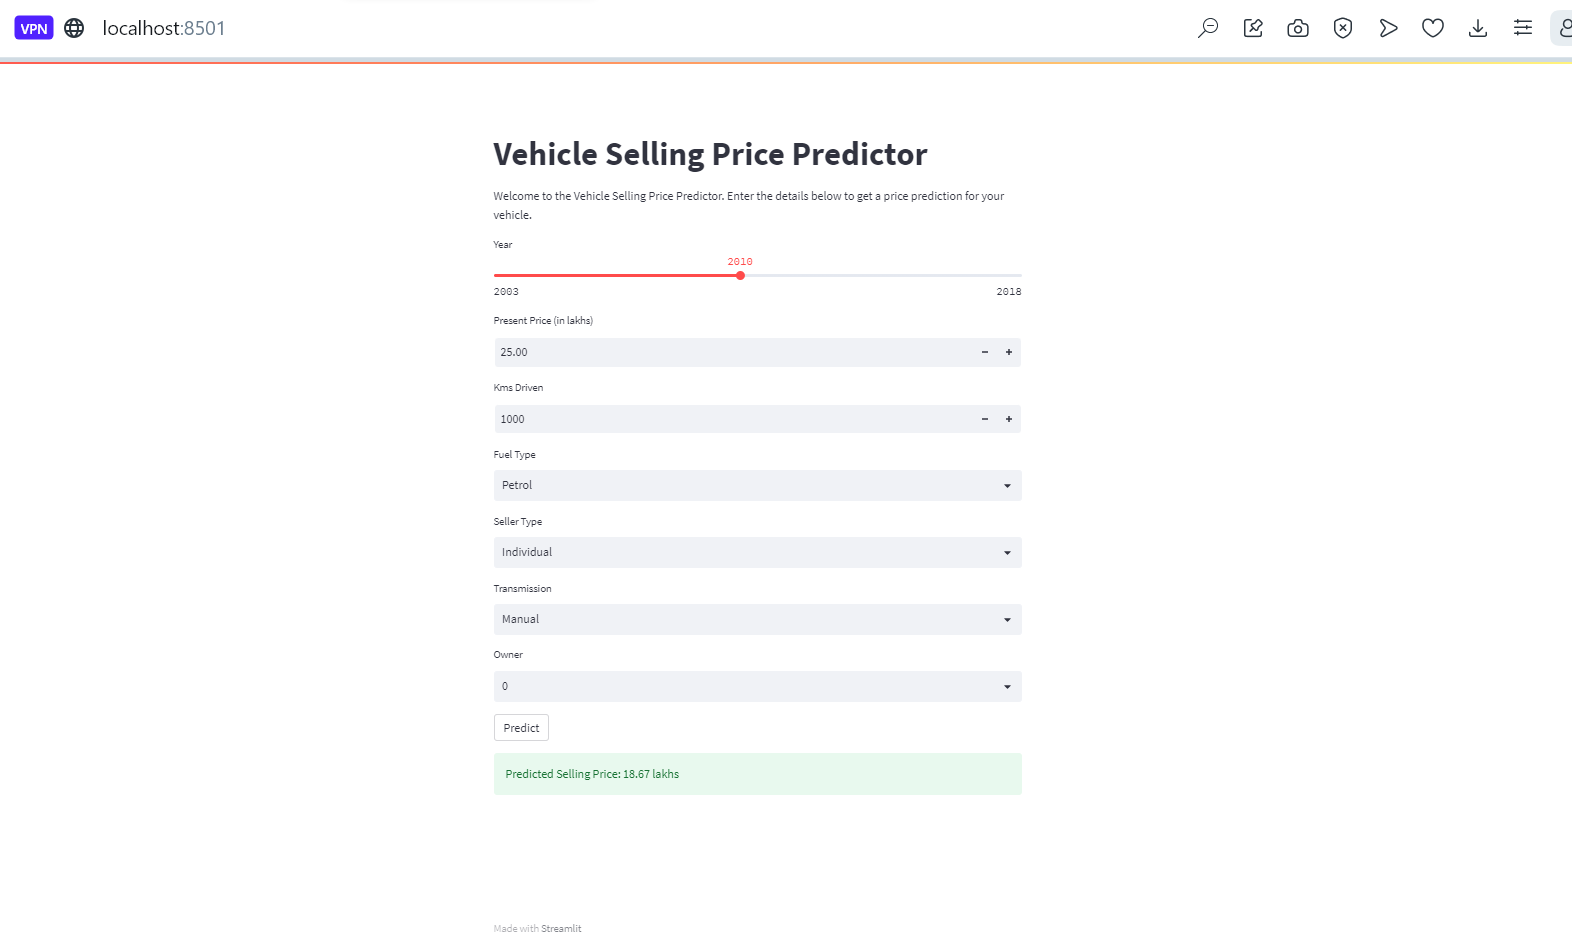 VPN localhost:8501
Vehicle Selling Price Predictor
Welcome to the Vehicle Selling Price Predictor. Enter the details below to get a price prediction for your
vehicle.
Year
2010
2003 2018
Present Price (in lakhs)
25.00 − +
Kms Driven
1000 − +
Fuel Type
Petrol
Seller Type
Individual
Transmission
Manual
Owner
0
Predict
Predicted Selling Price: 18.67 lakhs
Made with Streamlit